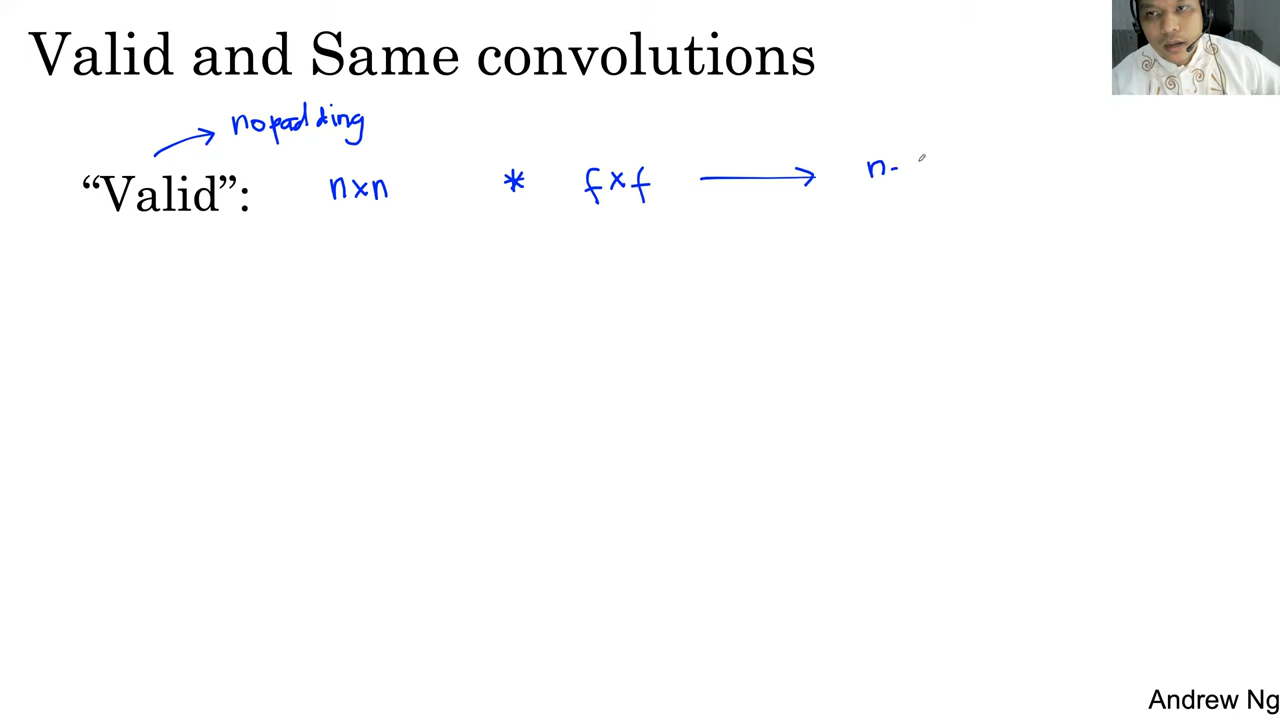 Valid and Same convolutions
no padding
“Valid”: n×n * f×f → n-
Andrew Ng